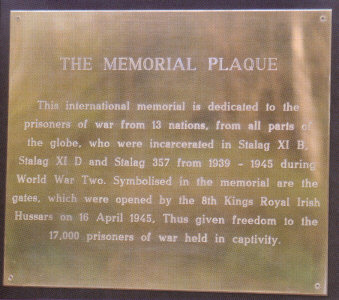 THE MEMORIAL PLAQUE
This international memorial is dedicated to the
prisoners of war from 13 nations, from all parts of
the globe, who were incarcerated in Stalag XI B,
Stalag XI D and Stalag 357 from 1939 - 1945 during
World War Two. Symbolised in the memorial are the
gates, which were opened by the 8th Kings Royal Irish
Hussars on 16 April 1945, Thus given freedom to the
17,000 prisoners of war held in captivity.